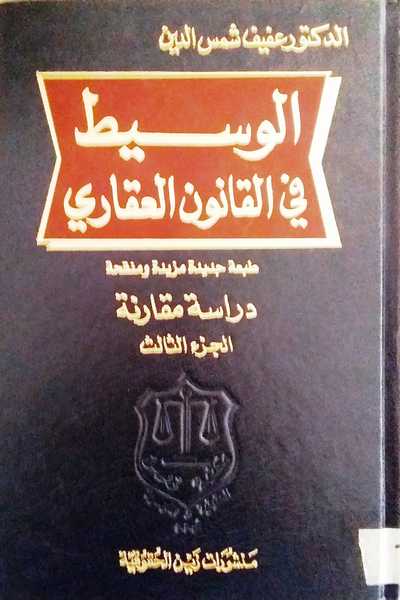 الدكتور عفيف شمس الدين
الوسيط
في القانون العقاري
طبعة جديدة مزيدة ومنقحة
دراسة مقارنة
الجزء الثالث
منشورات زين الحقوقية